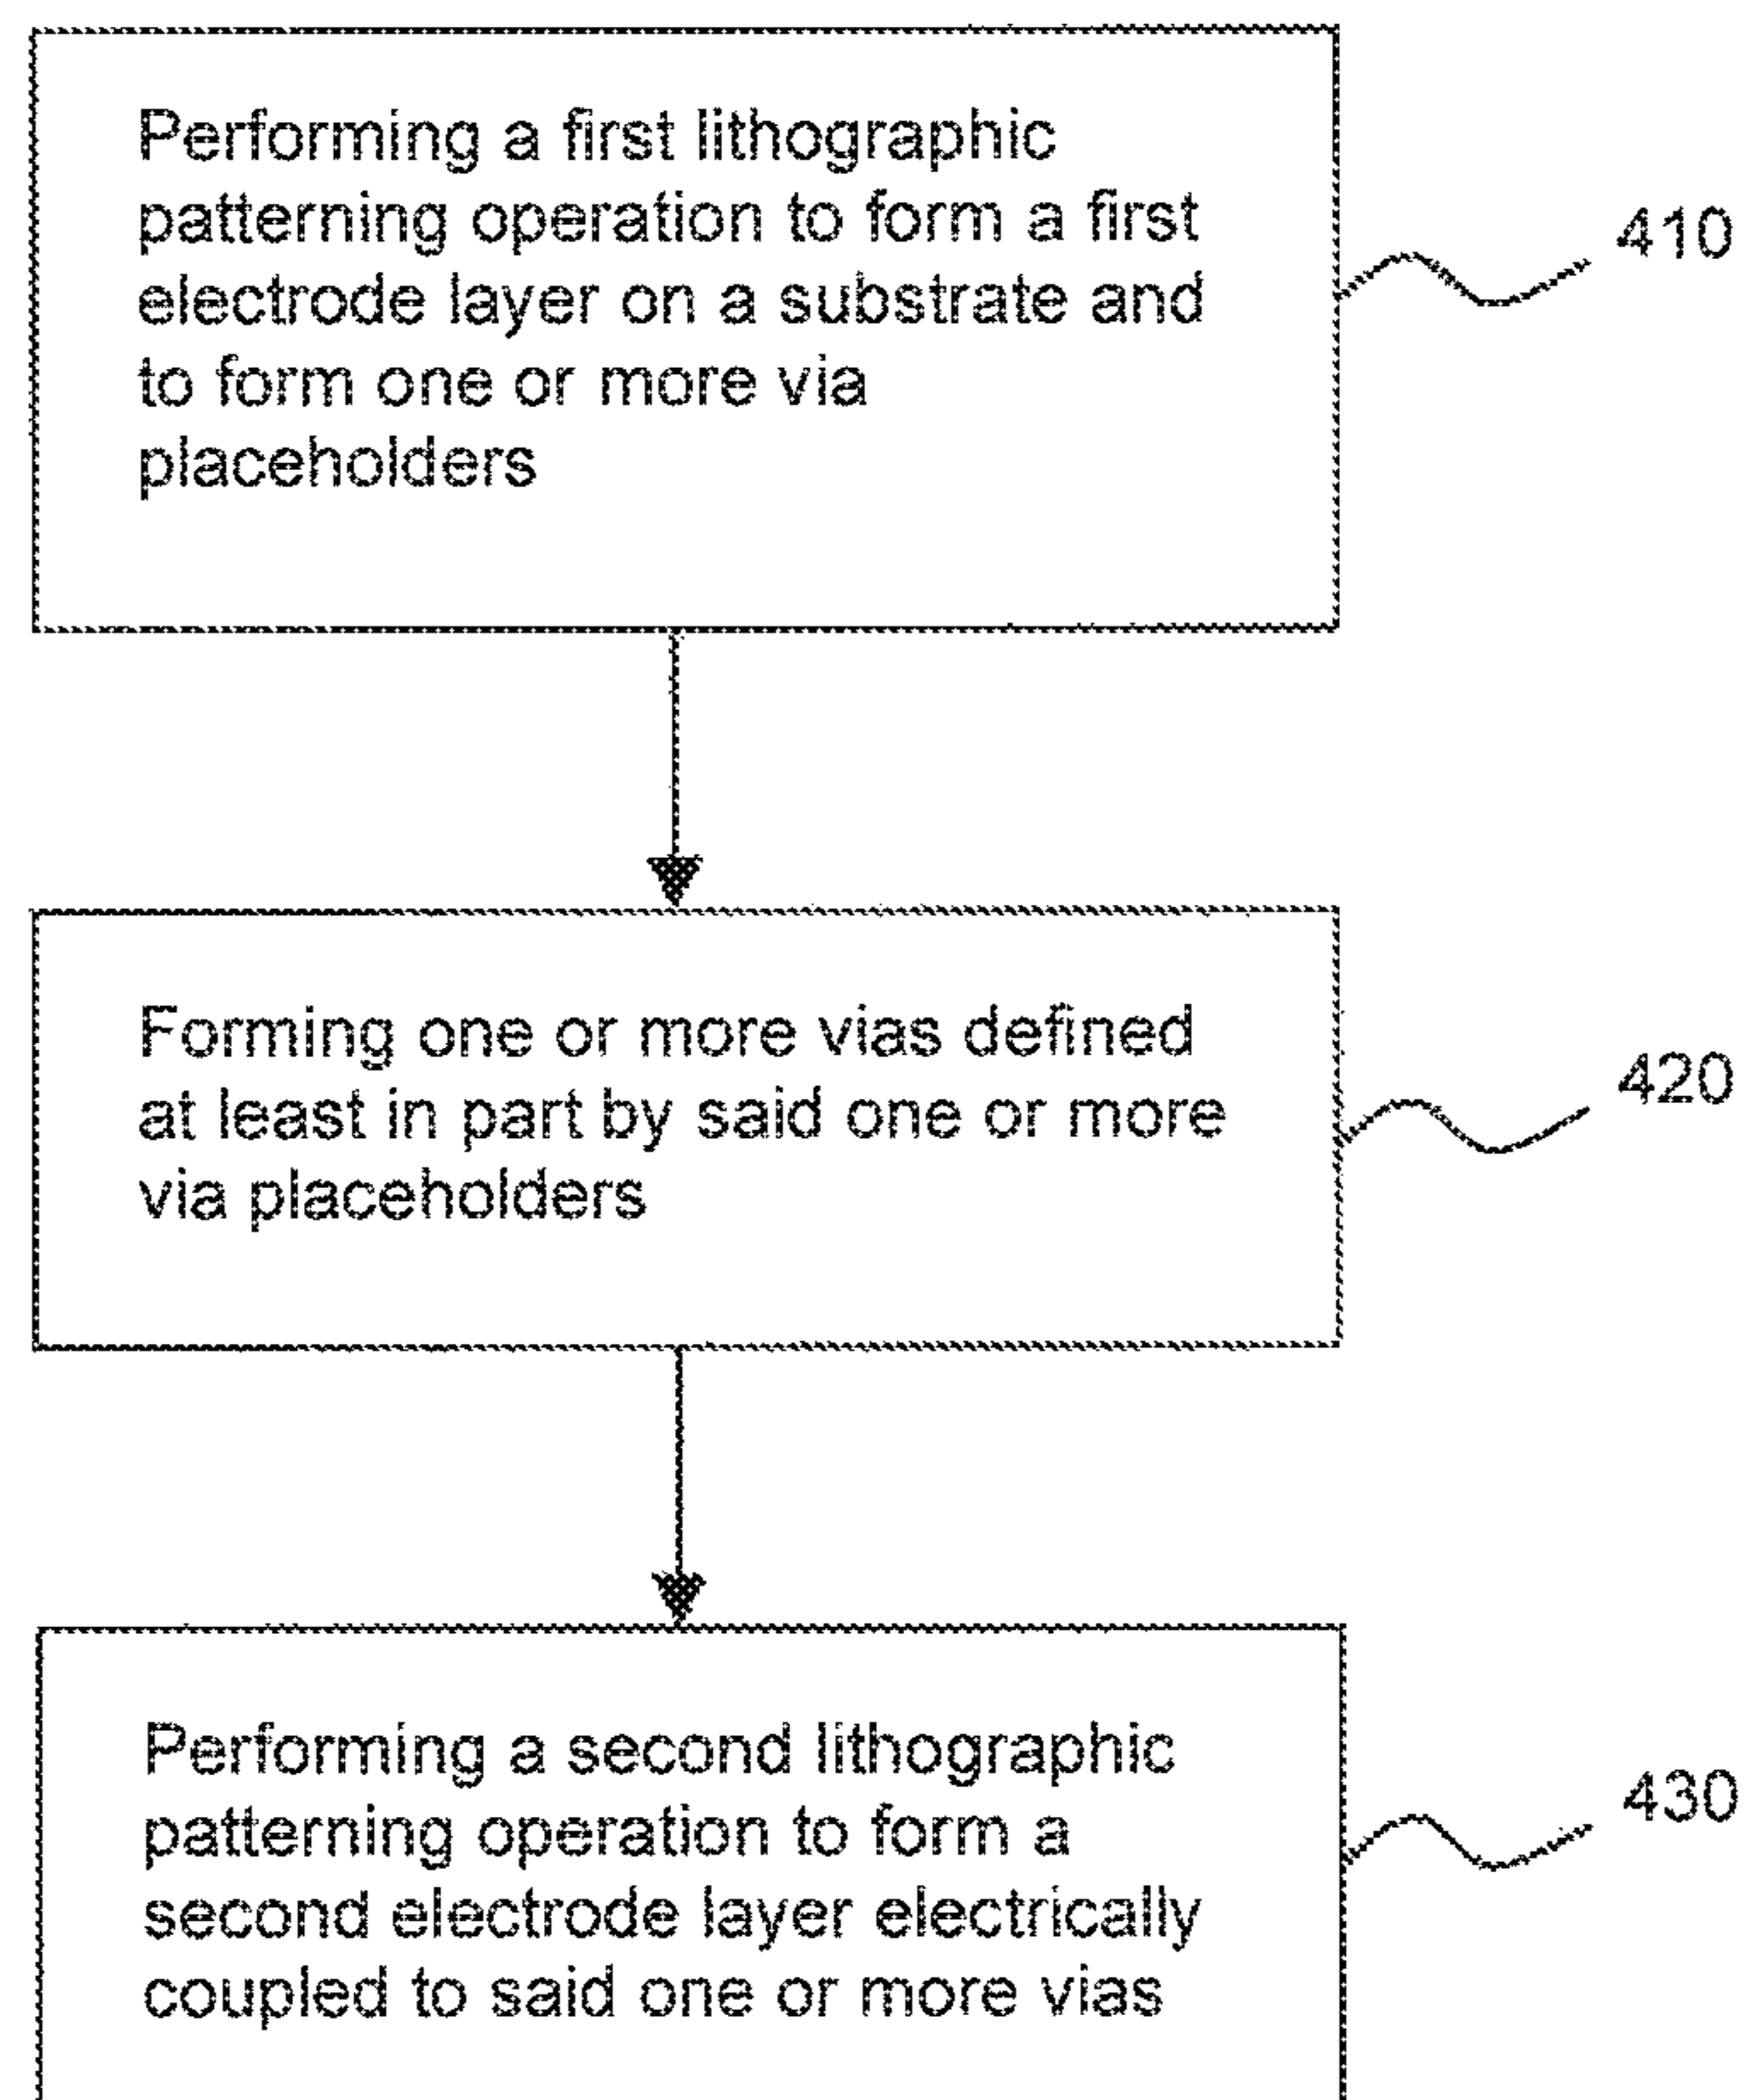 Performing a first lithographic
patterning operation to form a first
electrode layer on a substrate and
to form one or more via
placeholders
410
Forming one or more vias defined
at least in part by said one or more
via placeholders
420
Performing a second lithographic
patterning operation to form a
second electrode layer electrically
coupled to said one or more vias
430